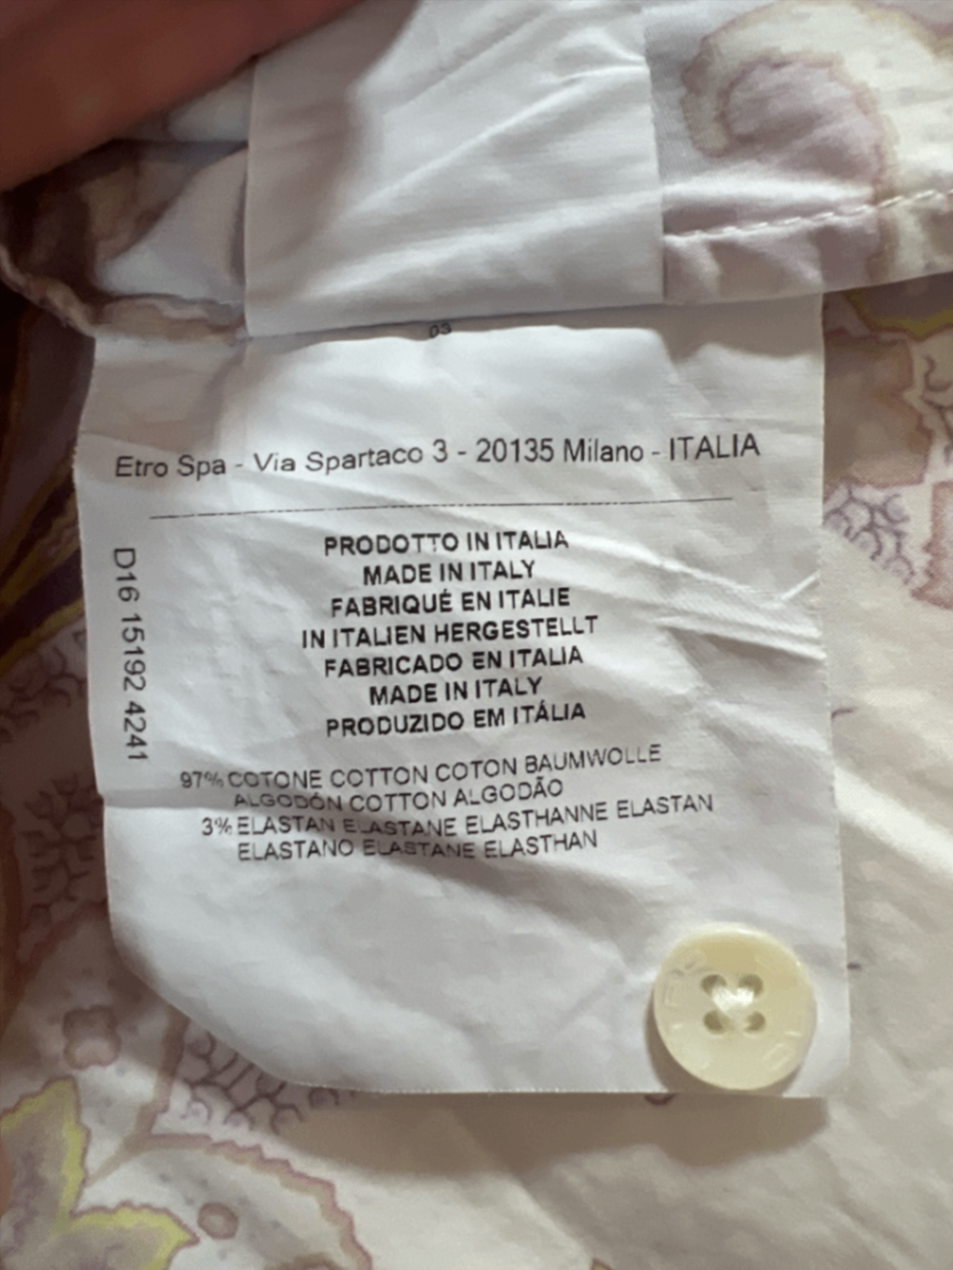 03
Etro Spa - Via Spartaco 3 - 20135 Milano - ITALIA
D16 15192 4241
PRODOTTO IN ITALIA
MADE IN ITALY
FABRIQUÉ EN ITALIE
IN ITALIEN HERGESTELLT
FABRICADO EN ITALIA
MADE IN ITALY
PRODUZIDO EM ITÁLIA
97% COTONE COTTON COTON BAUMWOLLE
ALGODÓN COTTON ALGODÃO
3% ELASTAN ELASTANE ELASTHANNE ELASTAN
ELASTANO ELASTANE ELASTHAN